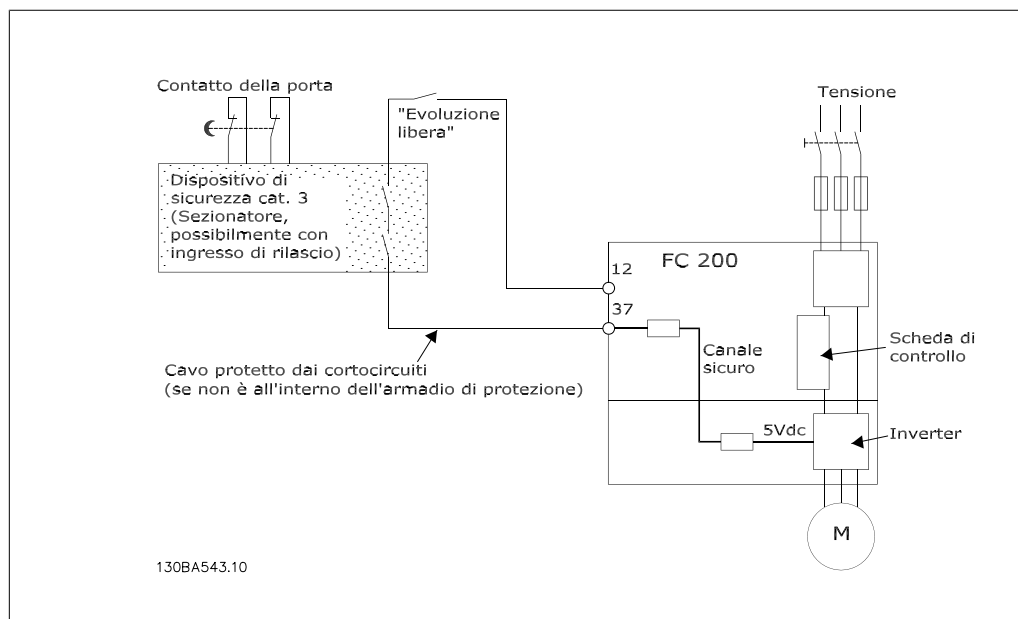 Contatto della porta
"Evoluzione
libera"
Tensione
Dispositivo di
sicurezza cat. 3
(Sezionatore,
possibilmente con
ingresso di rilascio)
FC 200
12
37
Canale
sicuro
Scheda di
controllo
Cavo protetto dai cortocircuiti
(se non è all'interno dell'armadio di protezione)
5Vdc
Inverter
M
130BA543.10